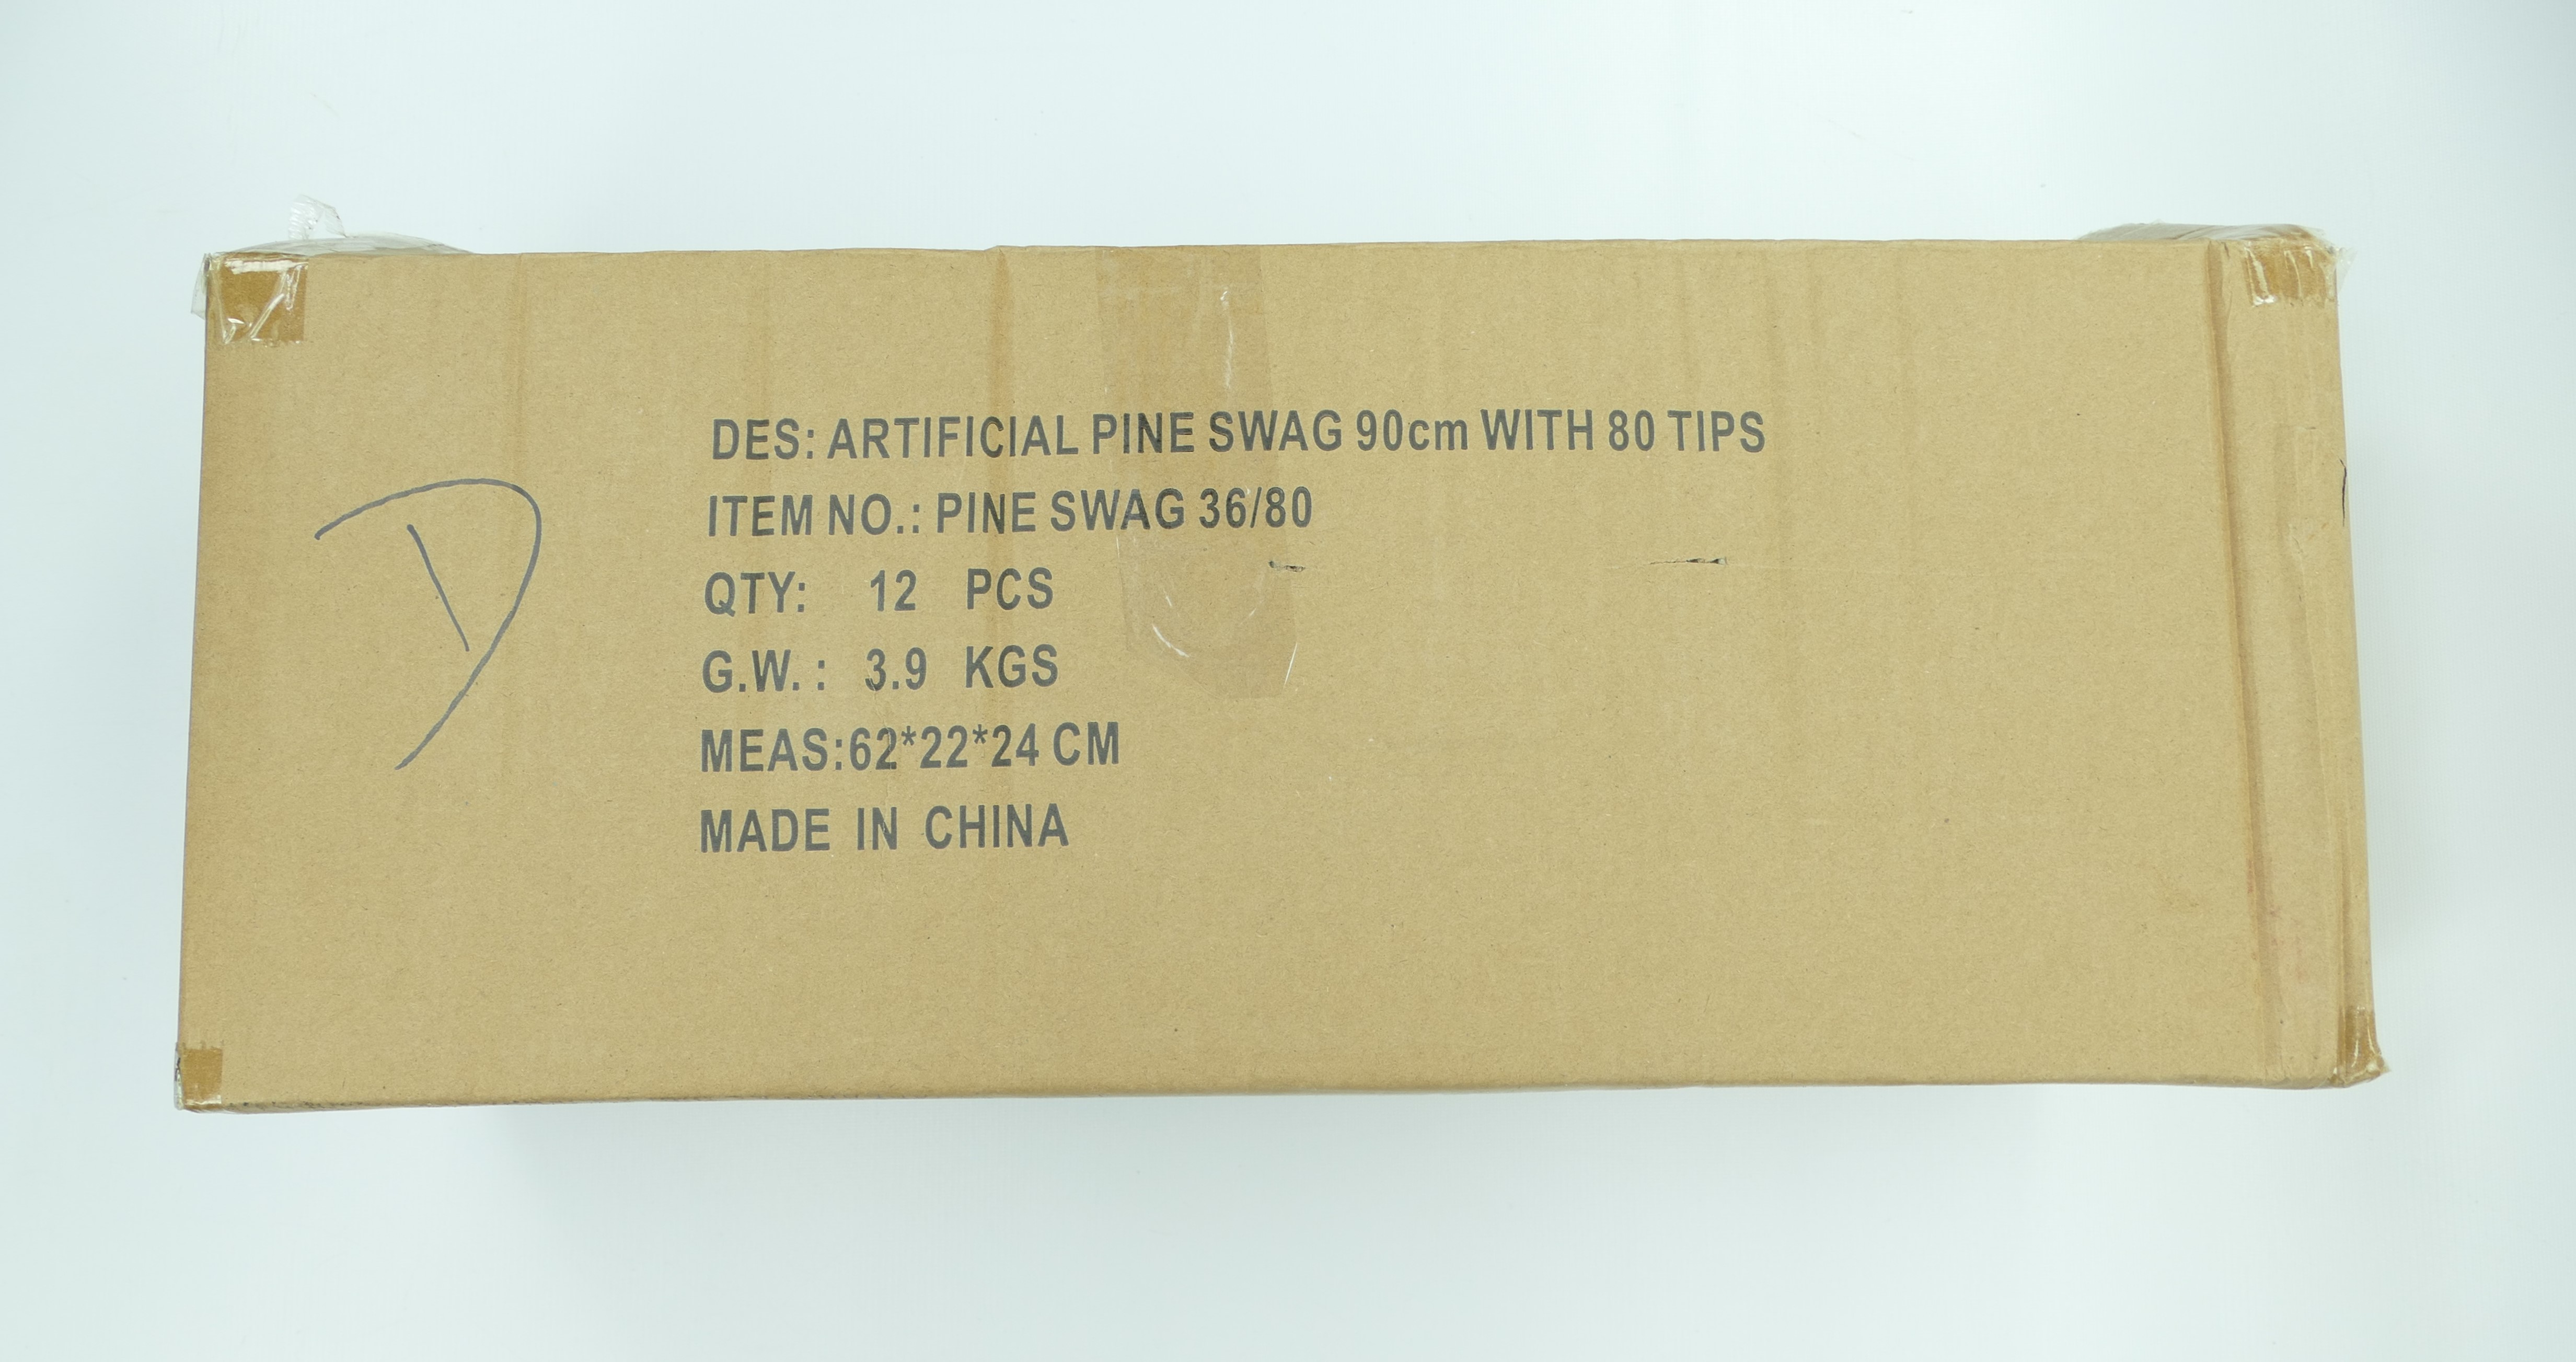 DES: ARTIFICIAL PINE SWAG 90cm WITH 80 TIPS
ITEM NO.: PINE SWAG 36/80
QTY: 12 PCS
G.W. : 3.9 KGS
MEAS:62*22*24 CM
MADE IN CHINA
D